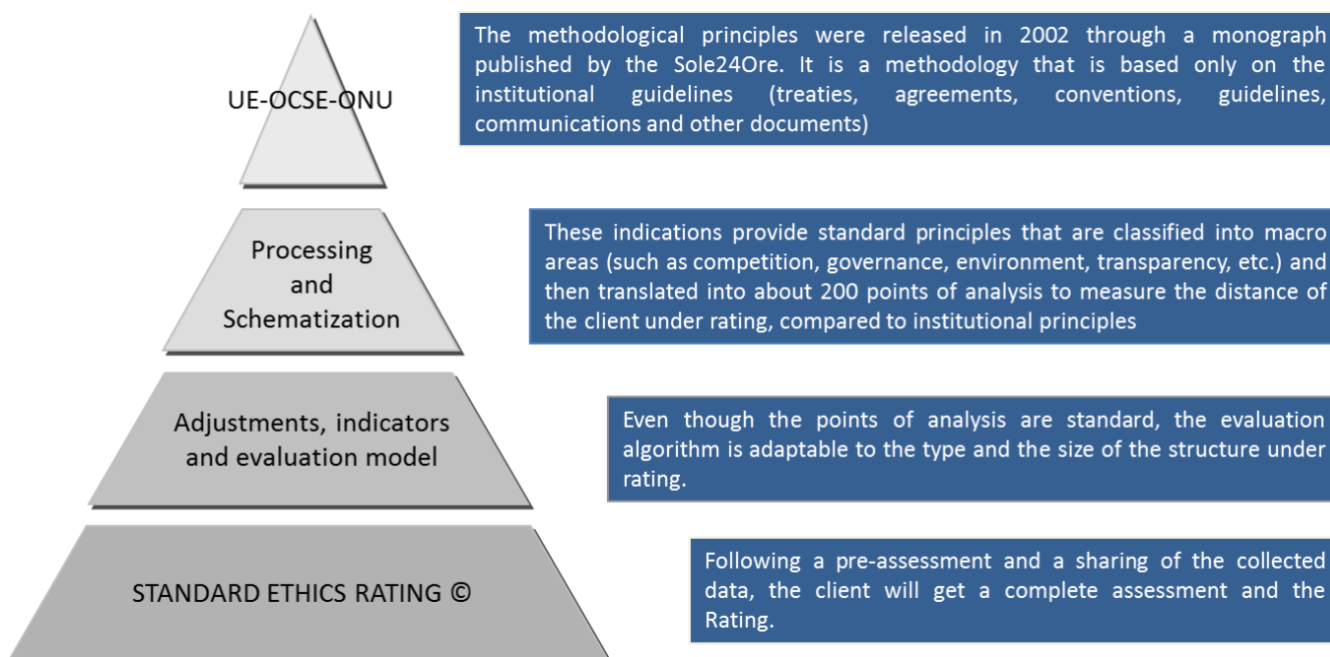 UE-OCSE-ONU
The methodological principles were released in 2002 through a monograph
published by the Sole24Ore. It is a methodology that is based only on the
institutional guidelines (treaties, agreements, conventions, guidelines,
communications and other documents)
Processing
and
Schematization
These indications provide standard principles that are classified into macro
areas (such as competition, governance, environment, transparency, etc.) and
then translated into about 200 points of analysis to measure the distance of
the client under rating, compared to institutional principles
Adjustments, indicators
and evaluation model
Even though the points of analysis are standard, the evaluation
algorithm is adaptable to the type and the size of the structure under
rating.
STANDARD ETHICS RATING ©
Following a pre-assessment and a sharing of the collected
data, the client will get a complete assessment and the
Rating.